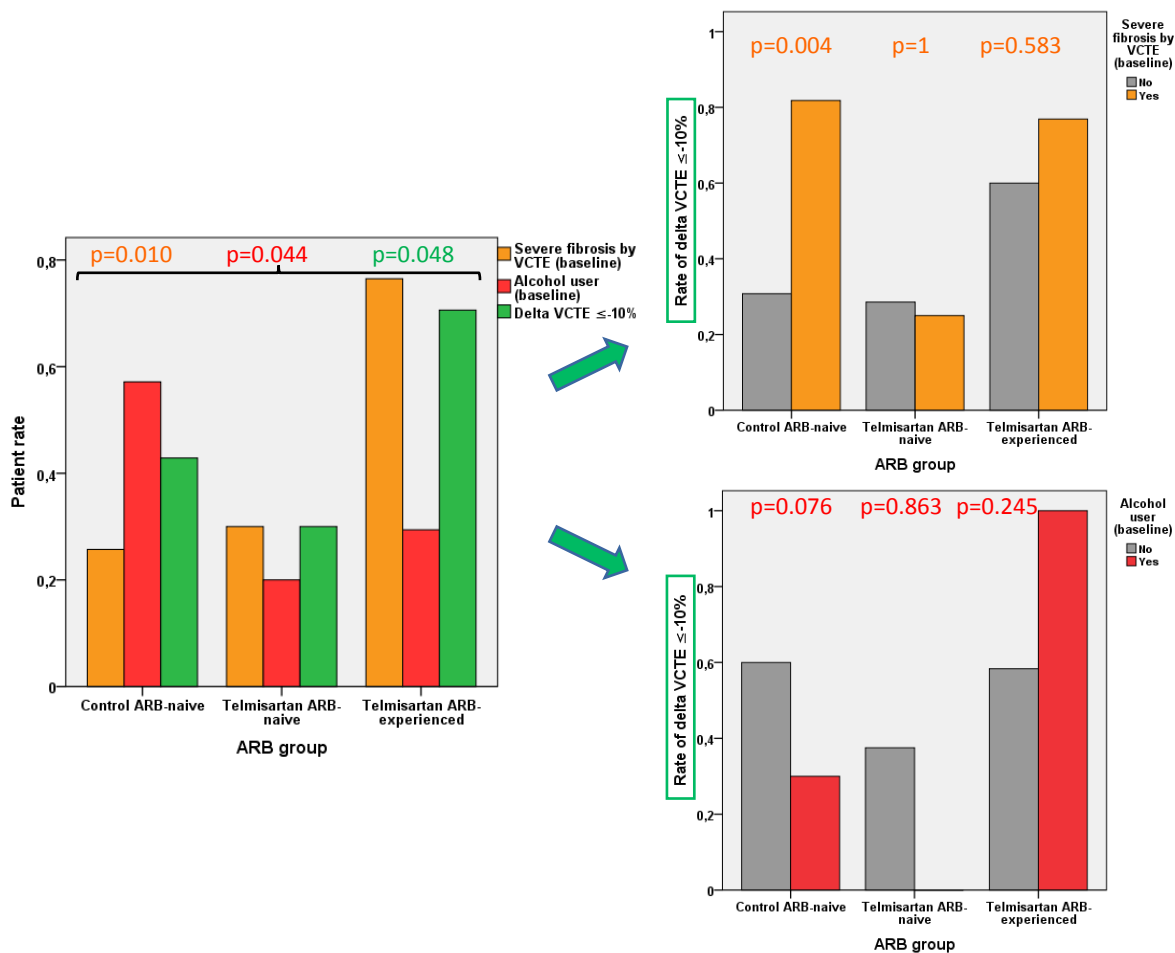 p=0.010 p=0.044 p=0.048
0,8
0,6
0,4
0,2
0
Patient rate
Control ARB-naive Telmisartan ARB- Telmisartan ARB-
naive experienced
ARB group
Severe fibrosis by
VCTE (baseline)
Alcohol user
(baseline)
Delta VCTE ≤-10%
p=0.004 p=1 p=0.583
1
0,8
0,6
0,4
0,2
0
Rate of delta VCTE ≤-10%
Control ARB-naive Telmisartan ARB- Telmisartan ARB-
naive experienced
ARB group
Severe
fibrosis by
VCTE
(baseline)
No
Yes
p=0.076 p=0.863 p=0.245
1
0,8
0,6
0,4
0,2
0
Rate of delta VCTE ≤-10%
Control ARB-naive Telmisartan ARB- Telmisartan ARB-
naive experienced
ARB group
Alcohol
user
(baseline)
No
Yes